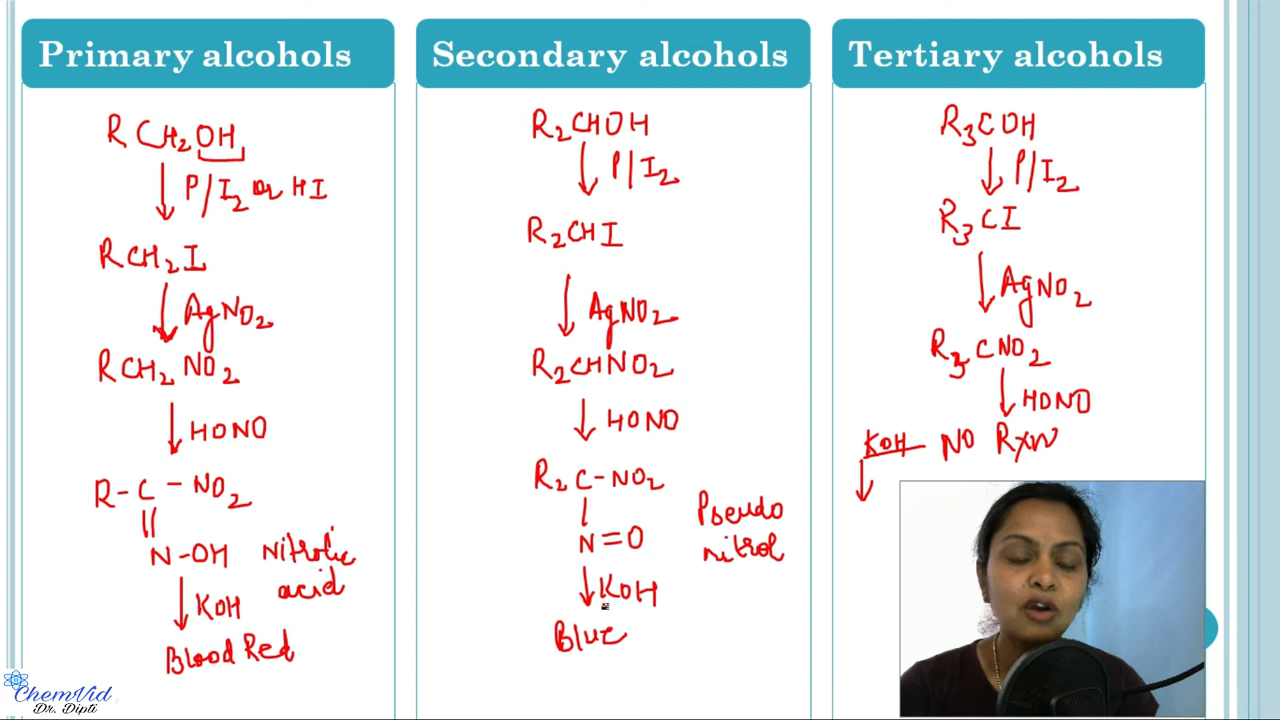 Primary alcohols
RCH2OH
P/I2 or HI
RCH2I
AgNO2
RCH2NO2
HONO
R-C-NO2
||
N-OH Nitrolic
acid
KOH
Blood Red
Secondary alcohols
R2CHOH
P/I2
R2CHI
AgNO2
R2CHNO2
HONO
R2C-NO2
|
N=O
Pseudo
nitrol
KOH
Blue
Tertiary alcohols
R3COH
P/I2
R3CI
AgNO2
R3CNO2
HONO
KOH NO Rxn
ChemVid
Dr. Dipti